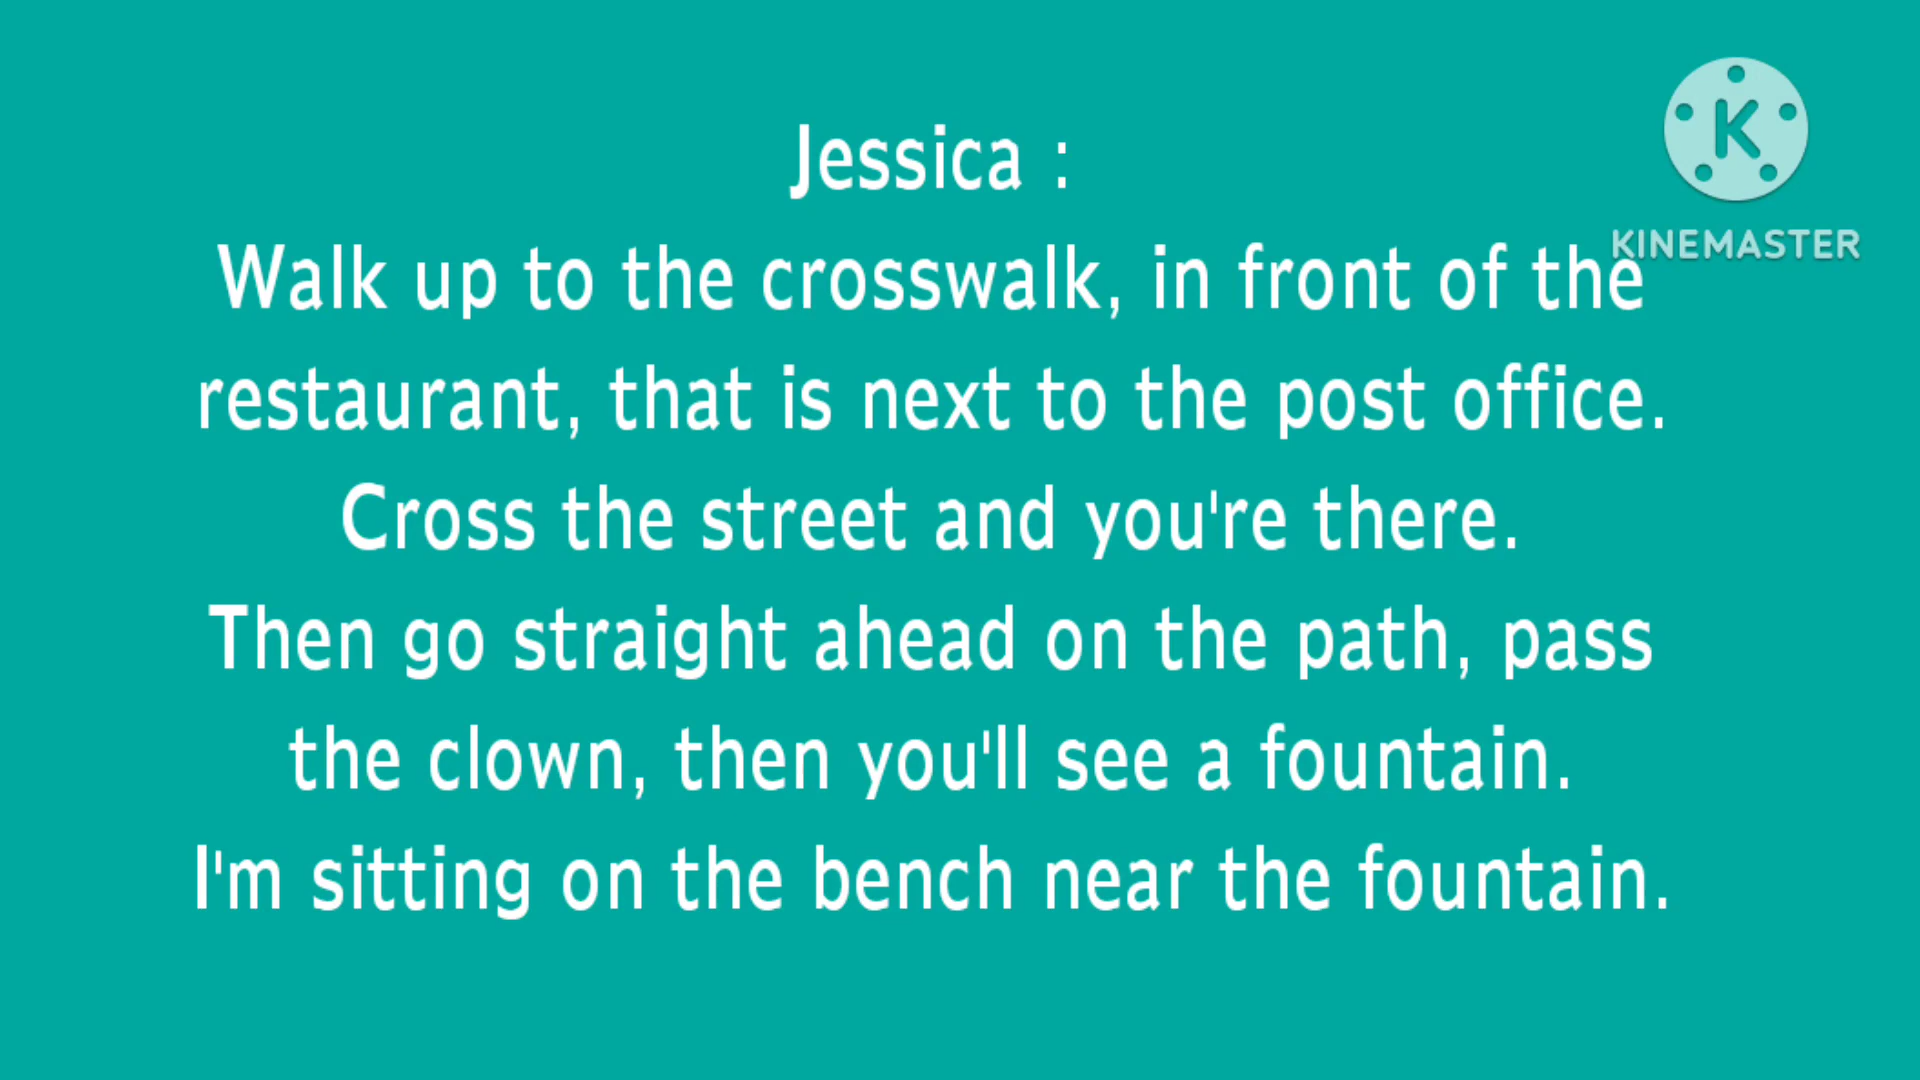 Jessica :
K
KINEMASTER
Walk up to the crosswalk, in front of the
restaurant, that is next to the post office.
Cross the street and you're there.
Then go straight ahead on the path, pass
the clown, then you'll see a fountain.
I'm sitting on the bench near the fountain.